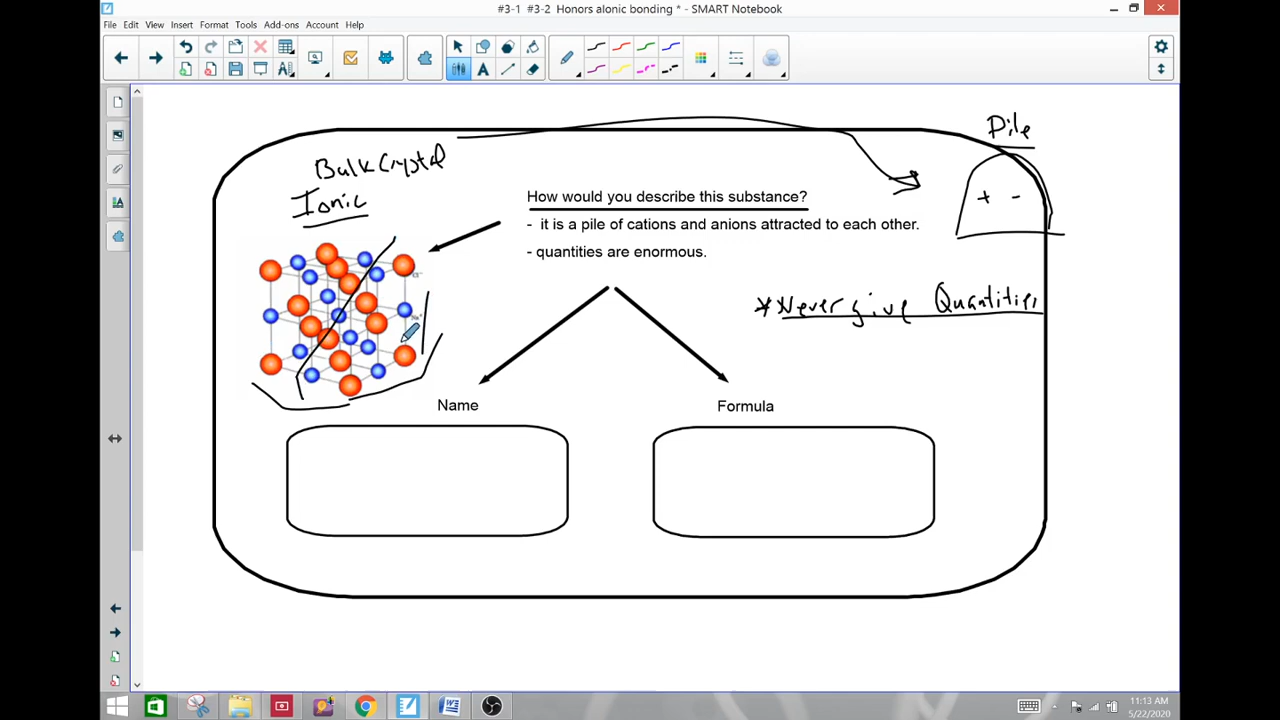 #3-1 #3-2 Honors aIonic bonding * - SMART Notebook
File Edit View Insert Format Tools Add-ons Account Help
Pile
Bulk Crystal
Ionic
+ -
How would you describe this substance?
- it is a pile of cations and anions attracted to each other.
- quantities are enormous.
Cl⁻
Na⁺
*Never give Quantities
Name
Formula
11:13 AM
5/22/2020